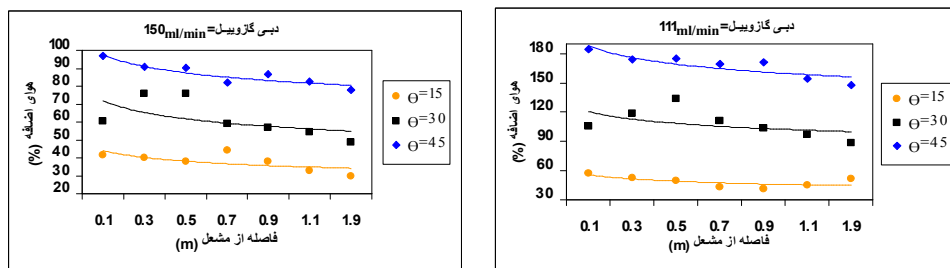 دبی گازوییل=150ml/min
100
90
80
70
60
50
40
30
20
هوای اضافه (%)
0.1 0.3 0.5 0.7 0.9 1.1 1.9
فاصله از مشعل (m)
Θ=15
Θ=30
Θ=45
دبی گازوییل=111ml/min
180
150
120
90
60
30
هوای اضافه (%)
0.1 0.3 0.5 0.7 0.9 1.1 1.9
فاصله از مشعل (m)
Θ=15
Θ=30
Θ=45